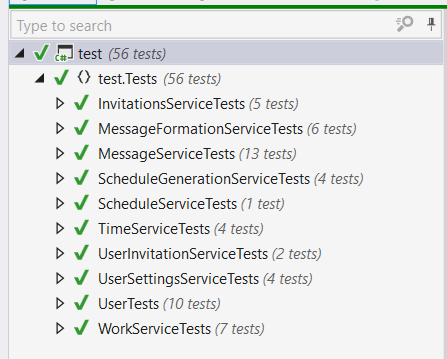 Type to search
C# test (56 tests)
{} test.Tests (56 tests)
InvitationsServiceTests (5 tests)
MessageFormationServiceTests (6 tests)
MessageServiceTests (13 tests)
ScheduleGenerationServiceTests (4 tests)
ScheduleServiceTests (1 test)
TimeServiceTests (4 tests)
UserInvitationServiceTests (2 tests)
UserSettingsServiceTests (4 tests)
UserTests (10 tests)
WorkServiceTests (7 tests)